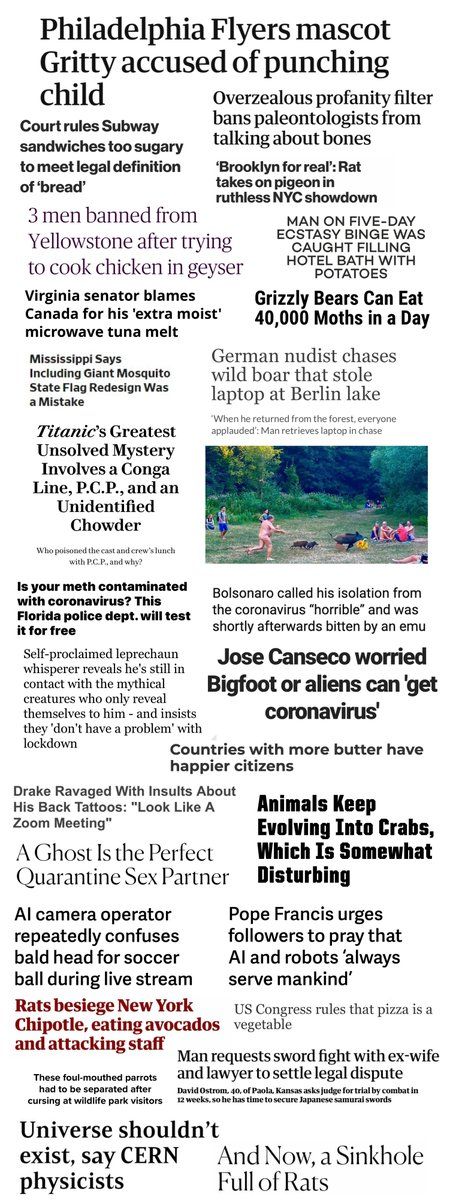 Philadelphia Flyers mascot
Gritty accused of punching
child
Overzealous profanity filter
bans paleontologists from
talking about bones
Court rules Subway
sandwiches too sugary
to meet legal definition
of ‘bread’
‘Brooklyn for real’: Rat
takes on pigeon in
ruthless NYC showdown
3 men banned from
Yellowstone after trying
to cook chicken in geyser
MAN ON FIVE-DAY
ECSTASY BINGE WAS
CAUGHT FILLING
HOTEL BATH WITH
POTATOES
Virginia senator blames
Canada for his 'extra moist'
microwave tuna melt
Grizzly Bears Can Eat
40,000 Moths in a Day
Mississippi Says
Including Giant Mosquito
State Flag Redesign Was
a Mistake
German nudist chases
wild boar that stole
laptop at Berlin lake
‘When he returned from the forest, everyone
applauded’: Man retrieves laptop in chase
Titanic’s Greatest
Unsolved Mystery
Involves a Conga
Line, P.C.P., and an
Unidentified
Chowder
Who poisoned the cast and crew’s lunch
with P.C.P., and why?
Is your meth contaminated
with coronavirus? This
Florida police dept. will test
it for free
Bolsonaro called his isolation from
the coronavirus “horrible” and was
shortly afterwards bitten by an emu
Self-proclaimed leprechaun
whisperer reveals he's still in
contact with the mythical
creatures who only reveal
themselves to him - and insists
they 'don't have a problem' with
lockdown
Jose Canseco worried
Bigfoot or aliens can 'get
coronavirus'
Countries with more butter have
happier citizens
Drake Ravaged With Insults About
His Back Tattoos: "Look Like A
Zoom Meeting"
Animals Keep
Evolving Into Crabs,
Which Is Somewhat
Disturbing
A Ghost Is the Perfect
Quarantine Sex Partner
AI camera operator
repeatedly confuses
bald head for soccer
ball during live stream
Pope Francis urges
followers to pray that
AI and robots ‘always
serve mankind’
Rats besiege New York
Chipotle, eating avocados
and attacking staff
US Congress rules that pizza is a
vegetable
Man requests sword fight with ex-wife
and lawyer to settle legal dispute
David Ostrom, 40, of Paola, Kansas asks judge for trial by combat in
12 weeks, so he has time to secure Japanese samurai swords
These foul-mouthed parrots
had to be separated after
cursing at wildlife park visitors
Universe shouldn’t
exist, say CERN
physicists
And Now, a Sinkhole
Full of Rats